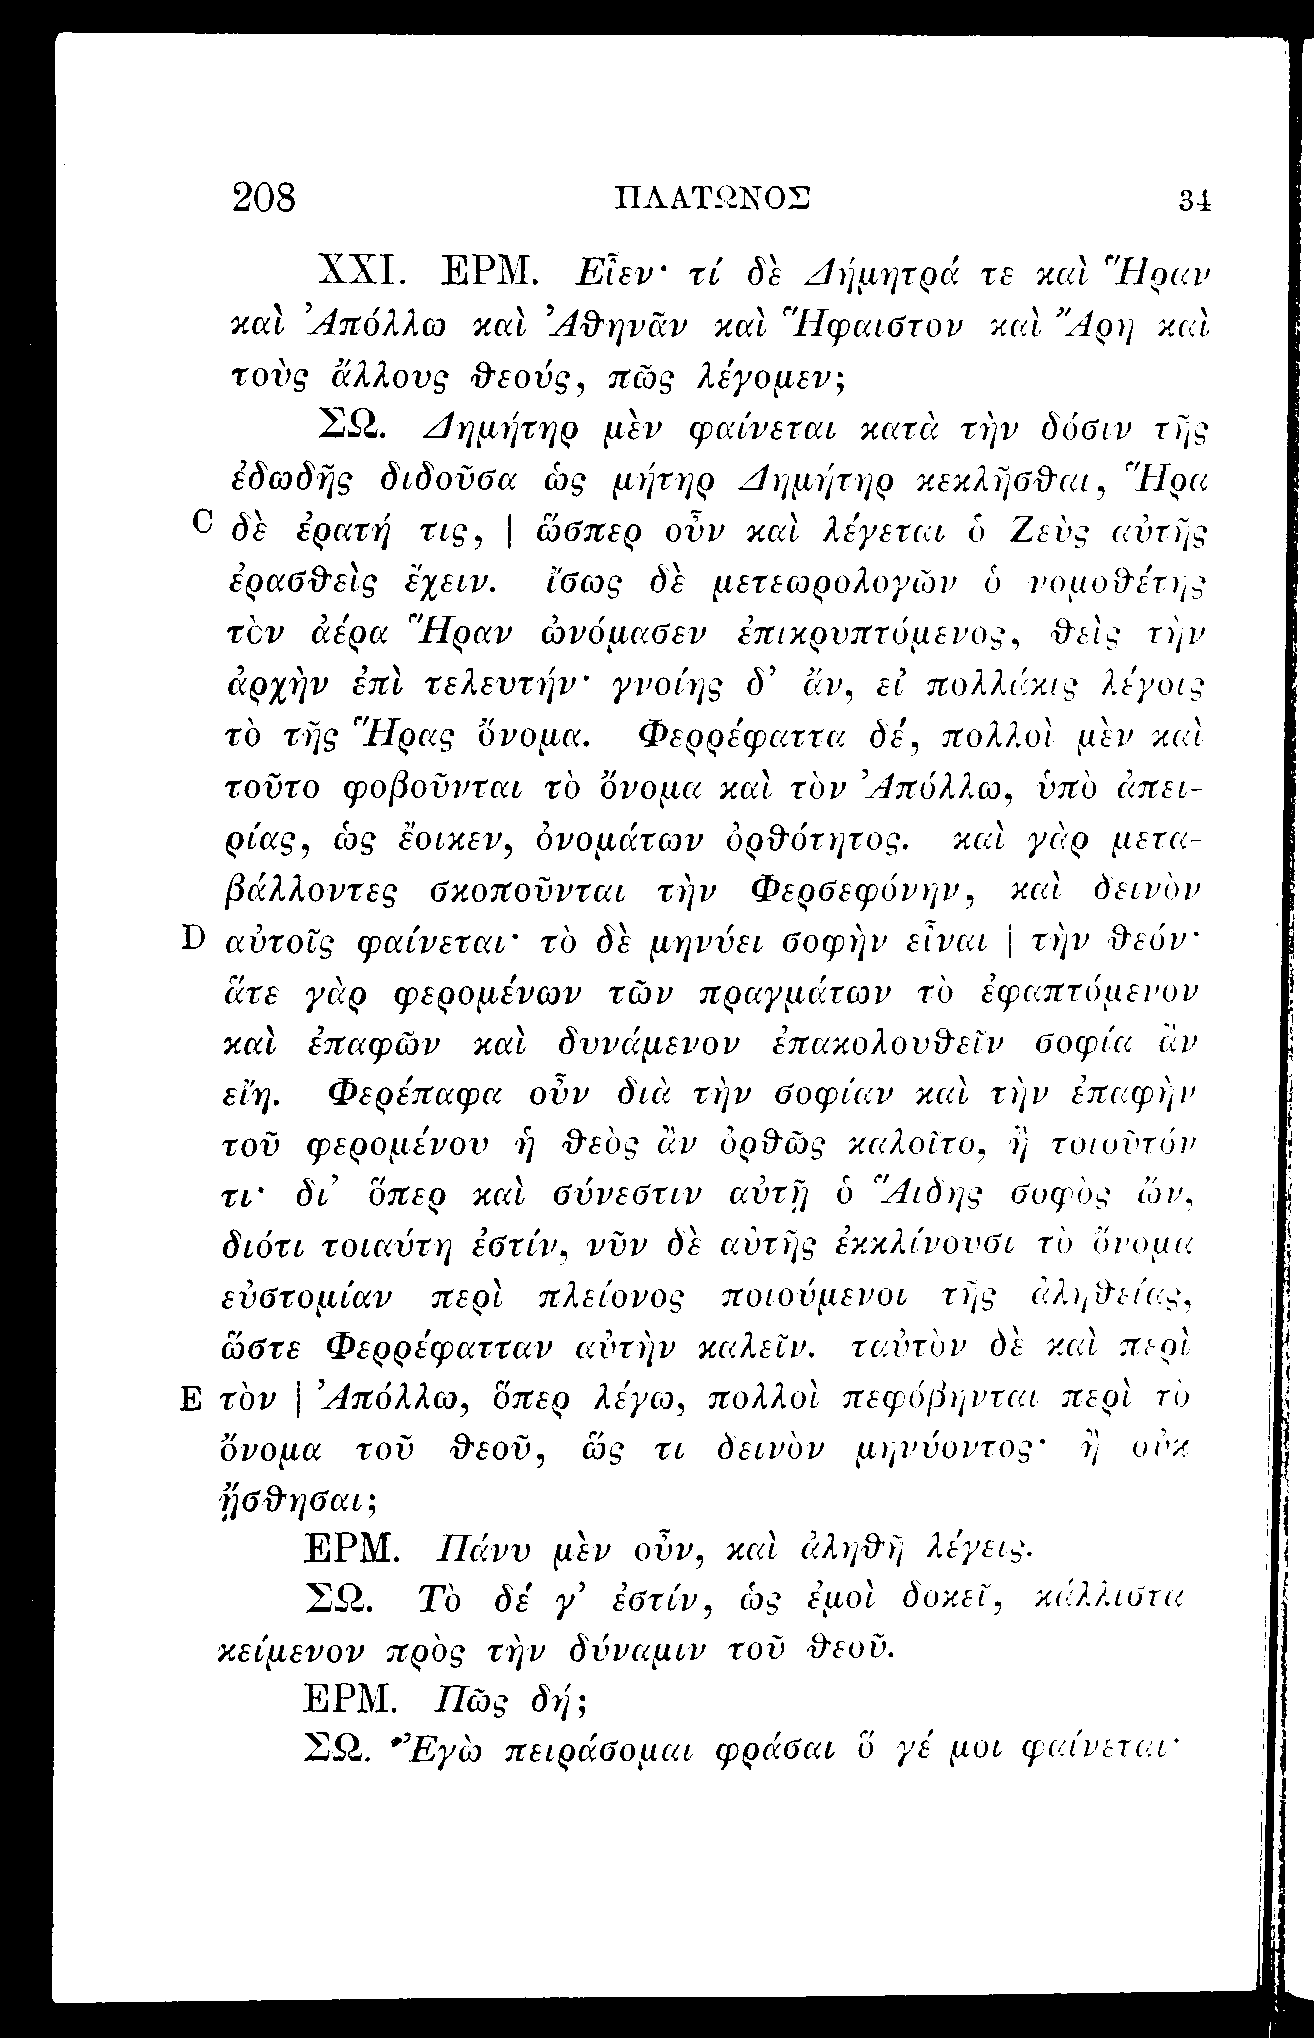 208 ΠΛΑΤΩΝΟΣ 34
XXI. ΕΡΜ. Εἶεν· τί δὲ Δήμητρά τε καὶ Ἥραν
καὶ Ἀπόλλω καὶ Ἀθηνᾶν καὶ Ἥφαιστον καὶ Ἄρη καὶ
τοὺς ἄλλους θεούς, πῶς λέγομεν;
ΣΩ. Δημήτηρ μὲν φαίνεται κατὰ τὴν δόσιν τῆς
ἐδωδῆς διδοῦσα ὡς μήτηρ Δημήτηρ κεκλῆσθαι, Ἥρα
C δὲ ἐρατή τις, | ὥσπερ οὖν καὶ λέγεται ὁ Ζεὺς αὐτῆς
ἐρασθεὶς ἔχειν. ἴσως δὲ μετεωρολογῶν ὁ νομοθέτης
τὸν ἀέρα Ἥραν ὠνόμασεν ἐπικρυπτόμενος, θεὶς τὴν
ἀρχὴν ἐπὶ τελευτήν· γνοίης δ’ ἄν, εἰ πολλάκις λέγοις
τὸ τῆς Ἥρας ὄνομα. Φερρέφαττα δέ, πολλοὶ μὲν καὶ
τοῦτο φοβοῦνται τὸ ὄνομα καὶ τὸν Ἀπόλλω, ὑπὸ ἀπει-
ρίας, ὡς ἔοικεν, ὀνομάτων ὀρθότητος. καὶ γὰρ μετα-
βάλλοντες σκοποῦνται τὴν Φερσεφόνην, καὶ δεινὸν
D αὐτοῖς φαίνεται· τὸ δὲ μηνύει σοφὴν εἶναι | τὴν θεόν·
ἅτε γὰρ φερομένων τῶν πραγμάτων τὸ ἐφαπτόμενον
καὶ ἐπαφῶν καὶ δυνάμενον ἐπακολουθεῖν σοφία ἂν
εἴη. Φερέπαφα οὖν διὰ τὴν σοφίαν καὶ τὴν ἐπαφὴν
τοῦ φερομένου ἡ θεὸς ἂν ὀρθῶς καλοῖτο, ἢ τοιοῦτόν
τι· δι’ ὅπερ καὶ σύνεστιν αὐτῇ ὁ Ἅιδης σοφὸς ὤν,
διότι τοιαύτη ἐστίν, νῦν δὲ αὐτῆς ἐκκλίνουσι τὸ ὄνομα
εὐστομίαν περὶ πλείονος ποιούμενοι τῆς ἀληθείας,
ὥστε Φερρέφατταν αὐτὴν καλεῖν. ταὐτὸν δὲ καὶ περὶ
E τὸν | Ἀπόλλω, ὅπερ λέγω, πολλοὶ πεφόβηνται περὶ τὸ
ὄνομα τοῦ θεοῦ, ὥς τι δεινὸν μηνύοντος· ἢ οὐκ
ᾔσθησαι;
ΕΡΜ. Πάνυ μὲν οὖν, καὶ ἀληθῆ λέγεις.
ΣΩ. Τὸ δέ γ’ ἐστίν, ὡς ἐμοὶ δοκεῖ, κάλλιστα
κείμενον πρὸς τὴν δύναμιν τοῦ θεοῦ.
ΕΡΜ. Πῶς δή;
ΣΩ. Ἐγὼ πειράσομαι φράσαι ὅ γέ μοι φαίνεται·